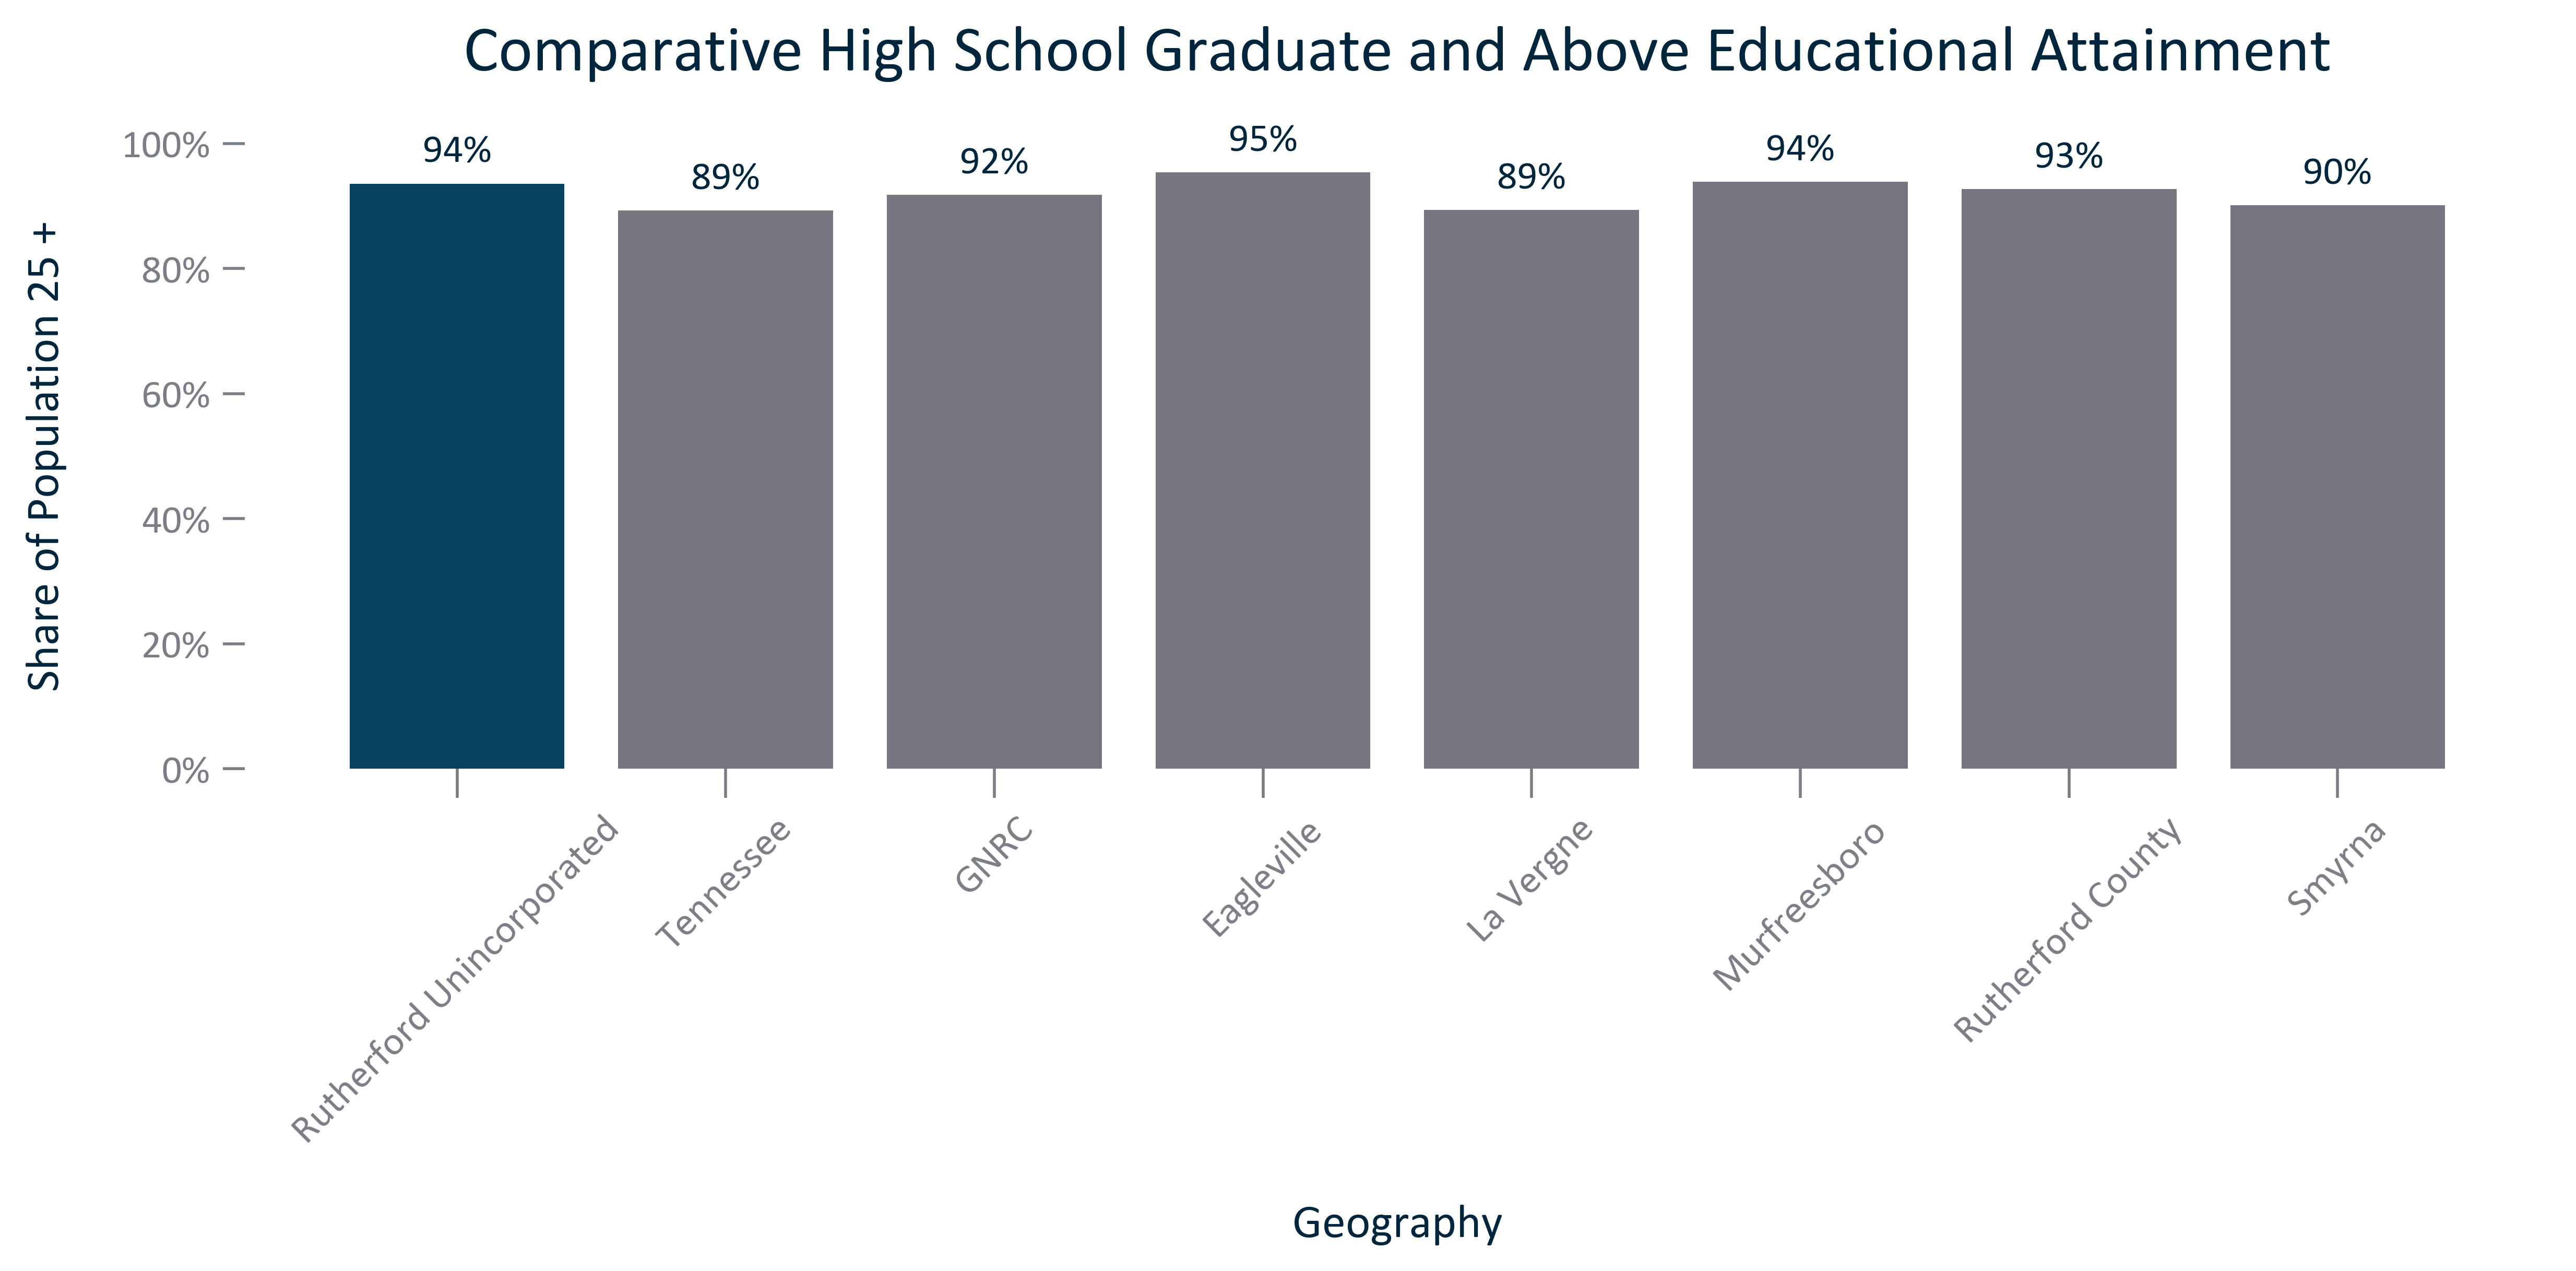 Comparative High School Graduate and Above Educational Attainment
Share of Population 25 +
100%
80%
60%
40%
20%
0%
94%
89%
92%
95%
89%
94%
93%
90%
Rutherford Unincorporated
Tennessee
GNRC
Eagleville
La Vergne
Murfreesboro
Rutherford County
Smyrna
Geography